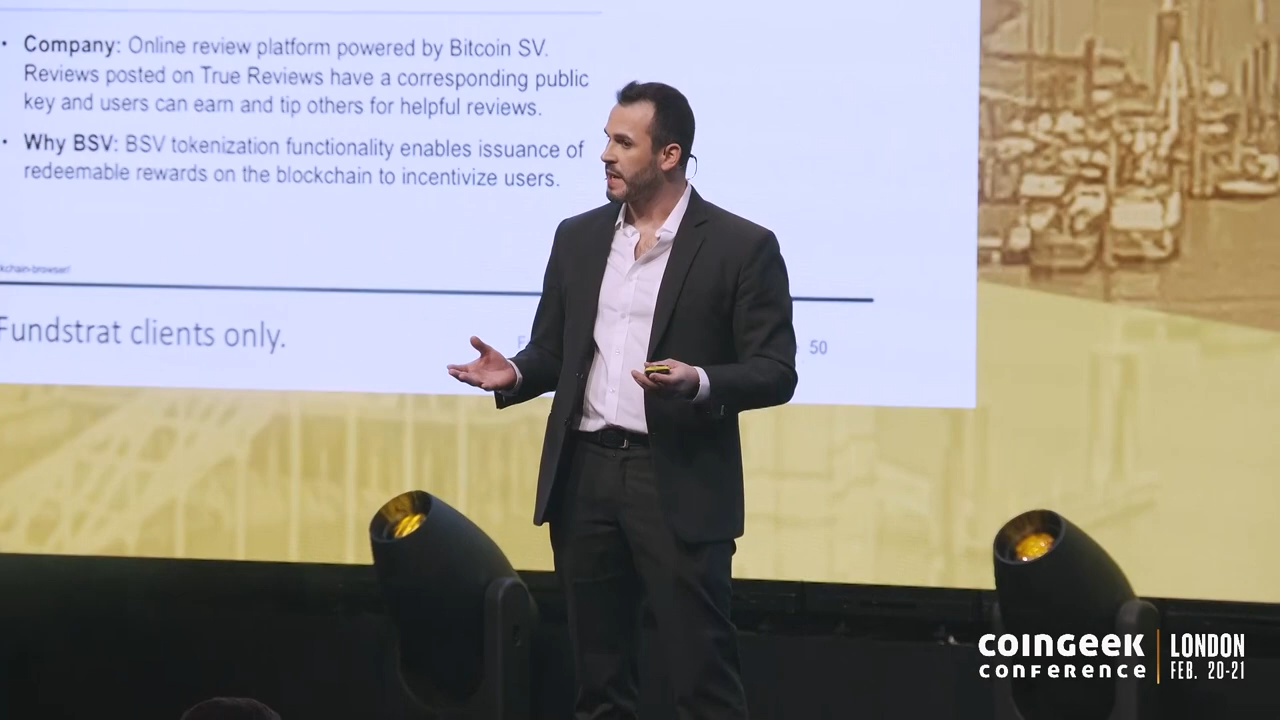 • Company: Online review platform powered by Bitcoin SV.
Reviews posted on True Reviews have a corresponding public
key and users can earn and tip others for helpful reviews.
• Why BSV: BSV tokenization functionality enables issuance of
redeemable rewards on the blockchain to incentivize users.
kchain-browser/
Fundstrat clients only.
50
COINGEEK
CONFERENCE
LONDON
FEB. 20-21